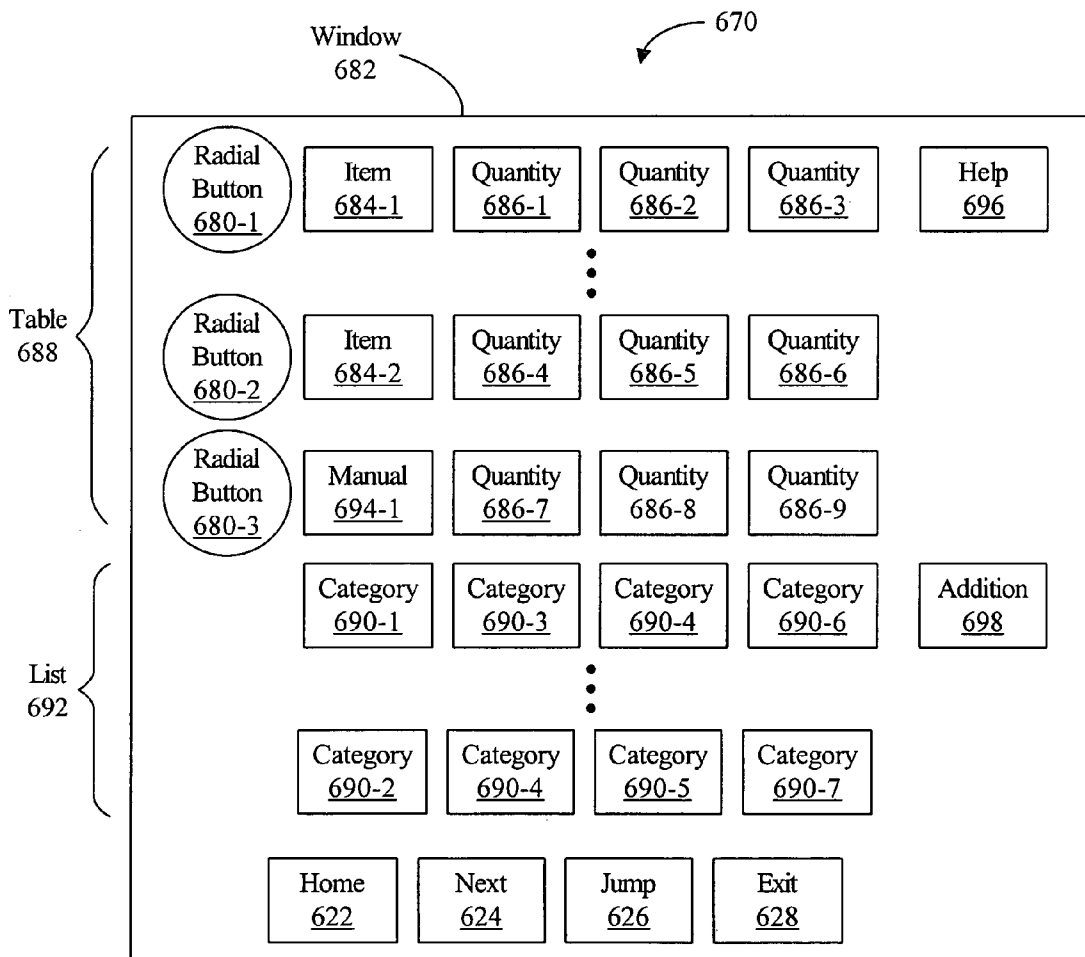 670
Window
682
Radial
Button
680-1
Item
684-1
Quantity
686-1
Quantity
686-2
Quantity
686-3
Help
696
Table
688
Radial
Button
680-2
Item
684-2
Quantity
686-4
Quantity
686-5
Quantity
686-6
Radial
Button
680-3
Manual
694-1
Quantity
686-7
Quantity
686-8
Quantity
686-9
List
692
Category
690-1
Category
690-3
Category
690-4
Category
690-6
Addition
698
Category
690-2
Category
690-4
Category
690-5
Category
690-7
Home
622
Next
624
Jump
626
Exit
628